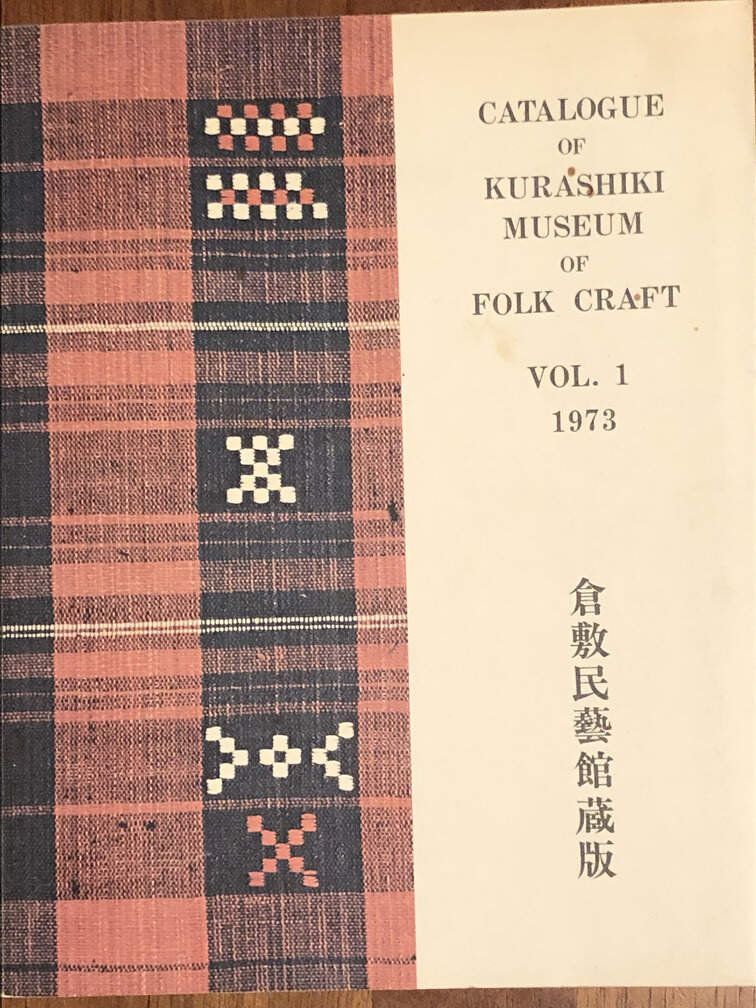 CATALOGUE
OF
KURASHIKI
MUSEUM
OF
FOLK CRAFT
VOL. 1
1973
倉敷民藝館蔵版